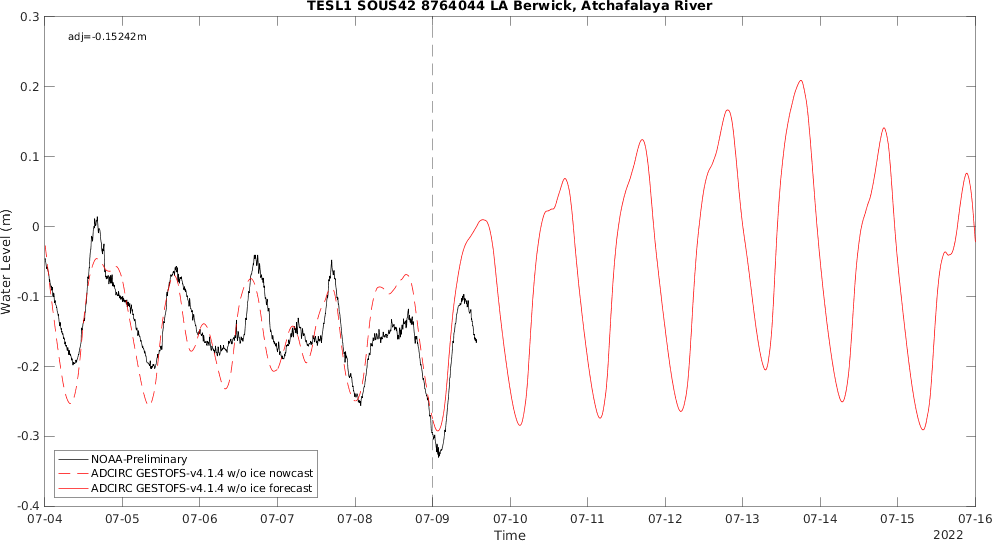 TESL1 SOUS42 8764044 LA Berwick, Atchafalaya River
adj=-0.15242m
0.3
0.2
0.1
0
-0.1
-0.2
-0.3
-0.4
Water Level (m)
NOAA-Preliminary
ADCIRC GESTOFS-v4.1.4 w/o ice nowcast
ADCIRC GESTOFS-v4.1.4 w/o ice forecast
07-04 07-05 07-06 07-07 07-08 07-09 07-10 07-11 07-12 07-13 07-14 07-15 07-16
Time
2022